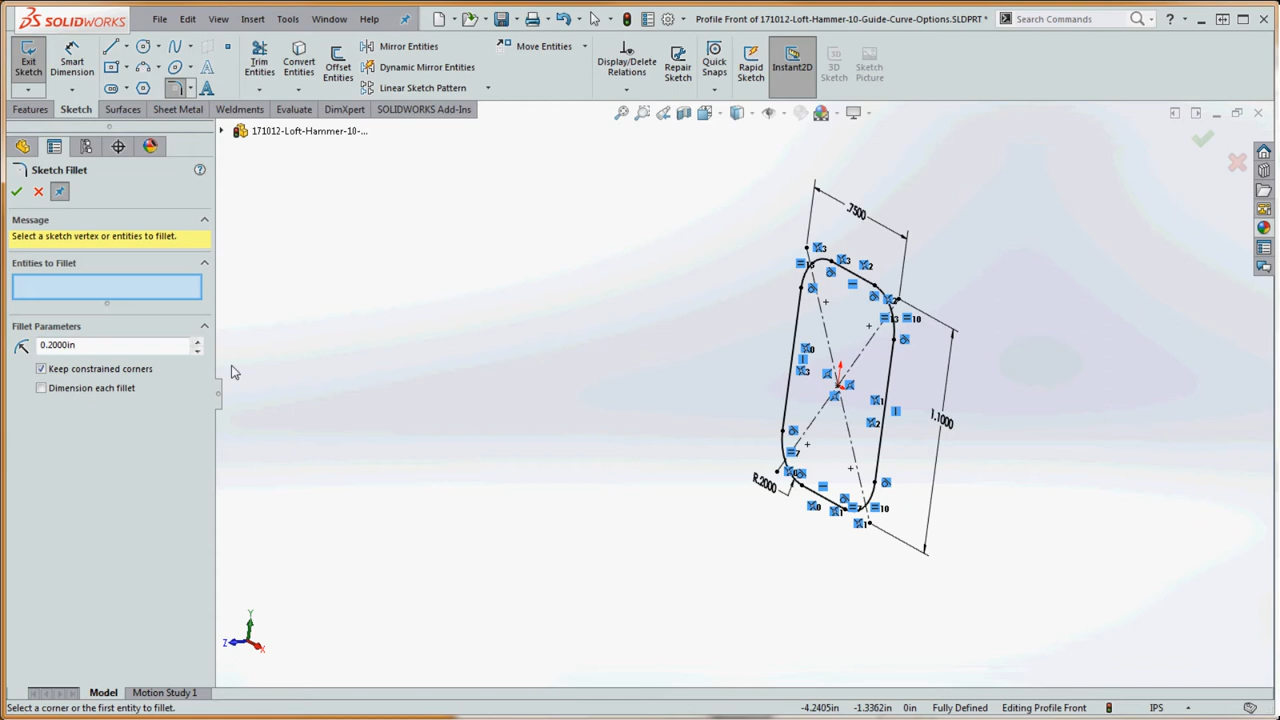 SOLIDWORKS File Edit View Insert Tools Window Help Profile Front of 171012-Loft-Hammer-10-Guide-Curve-Options.SLDPRT * Search Commands
Exit Sketch
Smart Dimension
Trim Entities
Convert Entities
Offset Entities
Mirror Entities
Dynamic Mirror Entities
Linear Sketch Pattern
Move Entities
Display/Delete Relations
Repair Sketch
Quick Snaps
Rapid Sketch
Instant2D
3D Sketch
Sketch Picture
Features Sketch Surfaces Sheet Metal Weldments Evaluate DimXpert SOLIDWORKS Add-Ins
171012-Loft-Hammer-10-...
Sketch Fillet
Message
Select a sketch vertex or entities to fillet.
Entities to Fillet
Fillet Parameters
0.2000in
Keep constrained corners
Dimension each fillet
.7500
1.1000
R.2000
Y
Z
X
Model Motion Study 1
Select a corner or the first entity to fillet. -4.2405in -1.3362in 0in Fully Defined Editing Profile Front IPS